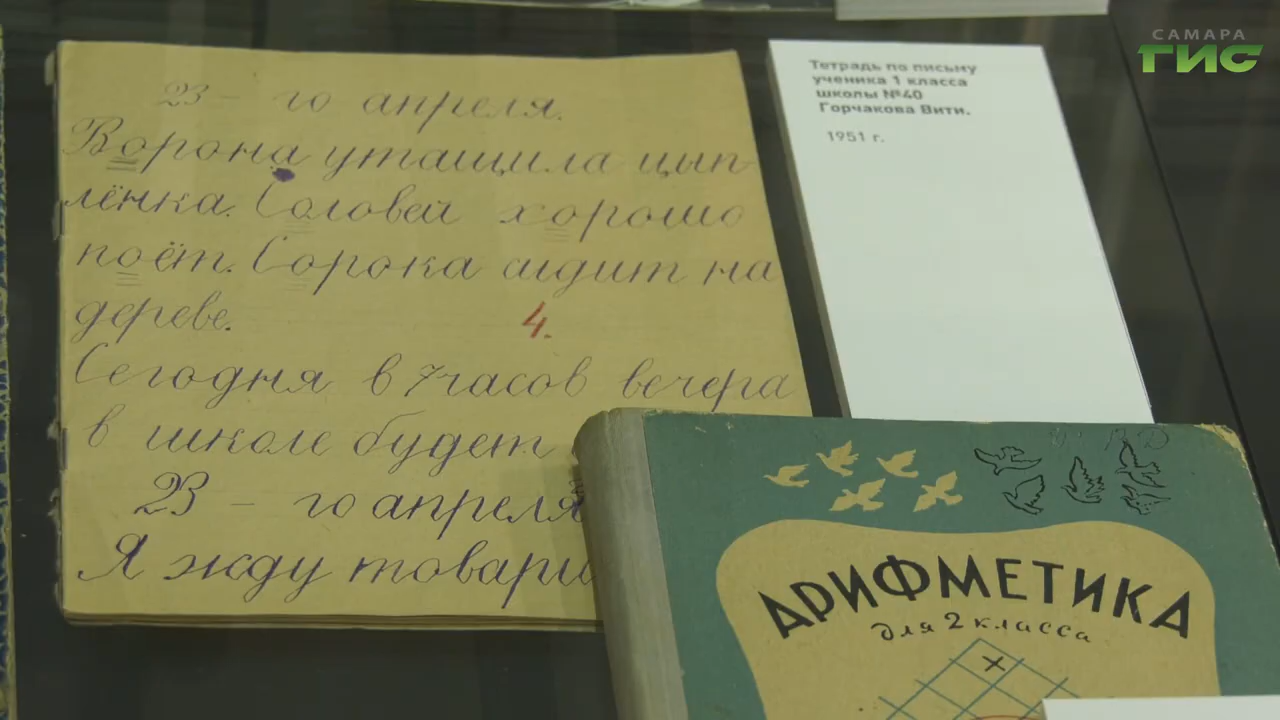 23 – го апреля.
Ворона утащила цып-
лёнка. Соловей хорошо
поёт. Сорока сидит на
дереве.
4.
Сегодня в 7 часов вечера
в школе будет
23 – го апреля
Я жду товари
Тетрадь по письму
ученика 1 класса
школы №40
Горчакова Вити.
1951 г.
САМАРА
ГИС
АРИФМЕТИКА
для 2 класса